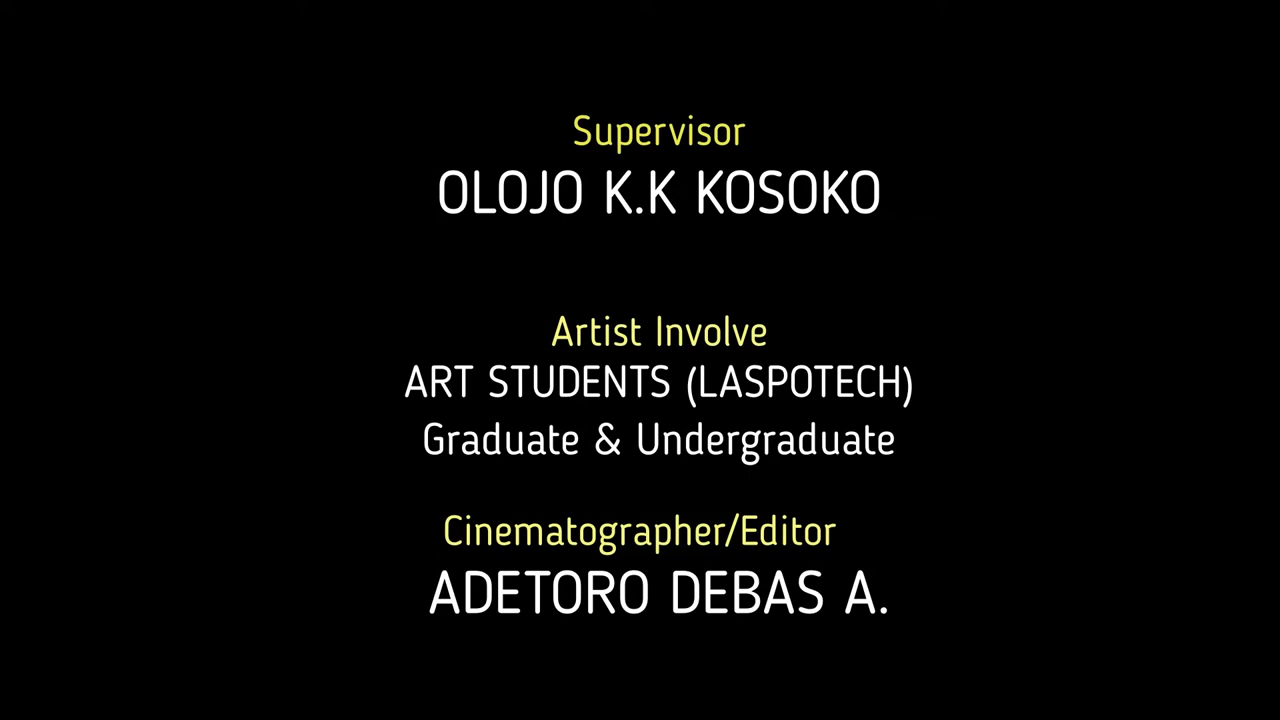 Supervisor
OLOJO K.K KOSOKO
Artist Involve
ART STUDENTS (LASPOTECH)
Graduate & Undergraduate
Cinematographer/Editor
ADETORO DEBAS A.